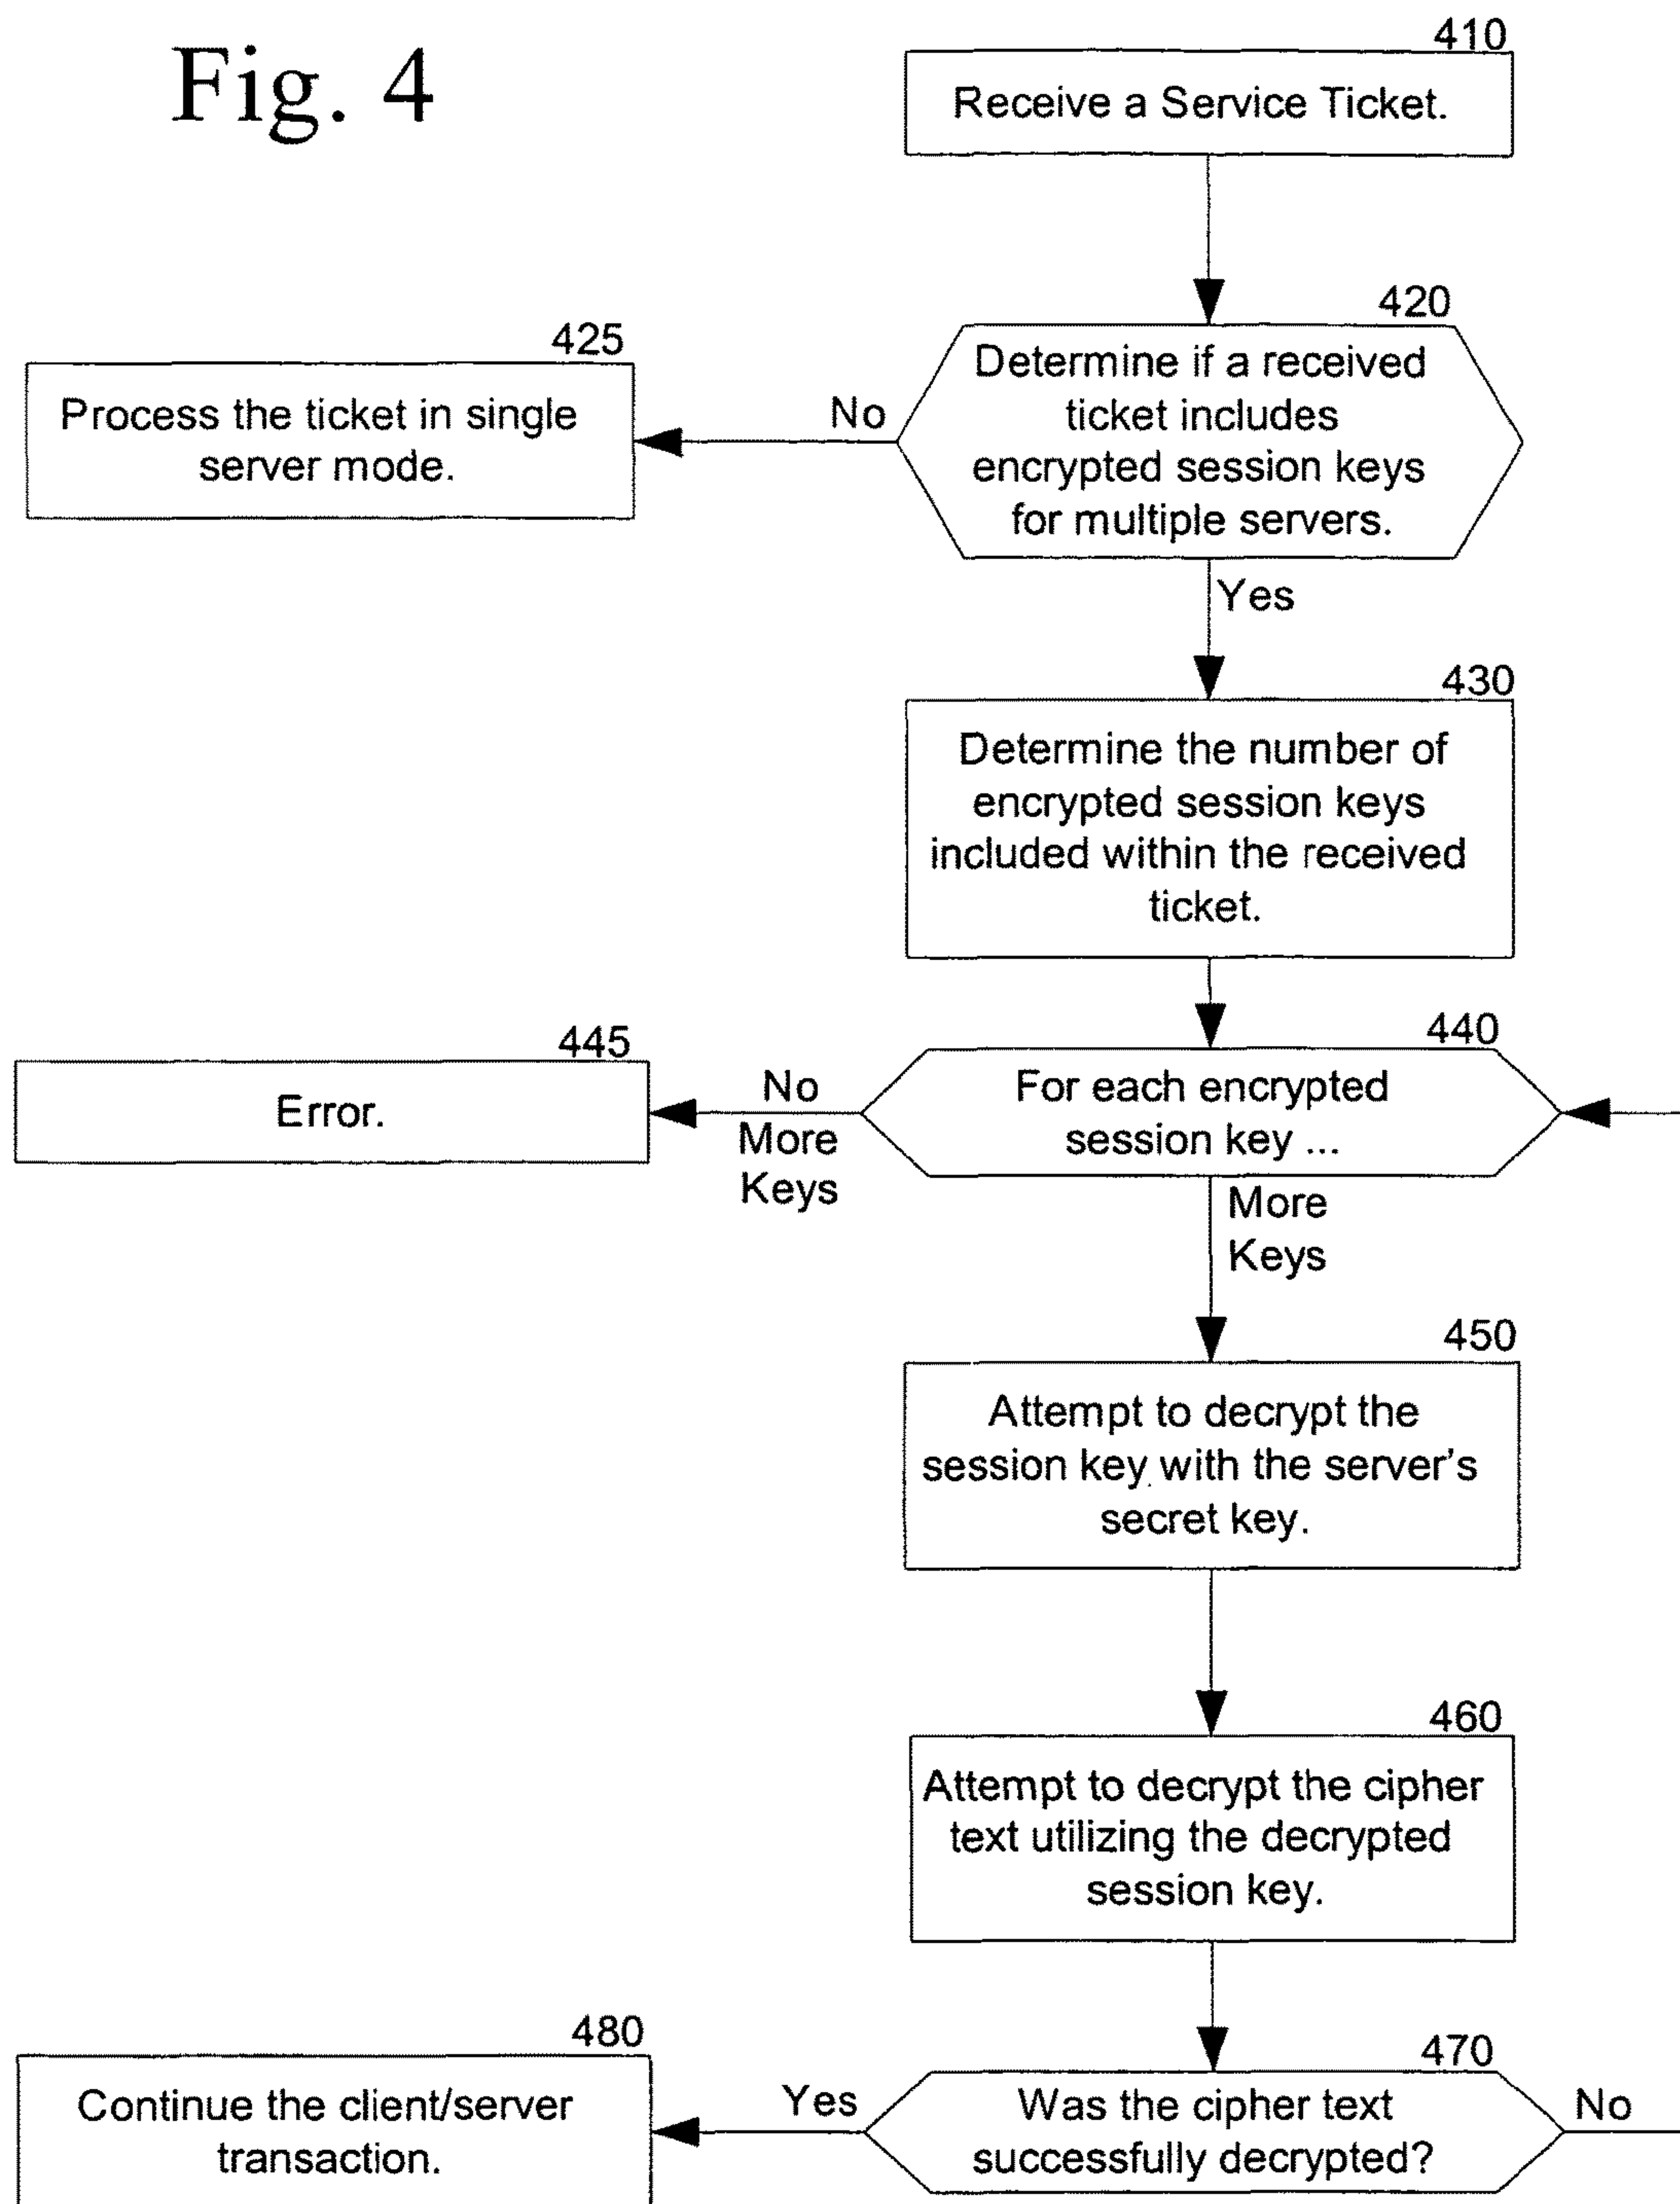 Fig. 4
410
Receive a Service Ticket.
420
Determine if a received
ticket includes
encrypted session keys
for multiple servers.
No
425
Process the ticket in single
server mode.
Yes
430
Determine the number of
encrypted session keys
included within the received
ticket.
440
For each encrypted
session key ...
No
More
Keys
445
Error.
More
Keys
450
Attempt to decrypt the
session key with the server's
secret key.
460
Attempt to decrypt the cipher
text utilizing the decrypted
session key.
470
Was the cipher text
successfully decrypted?
No
Yes
480
Continue the client/server
transaction.